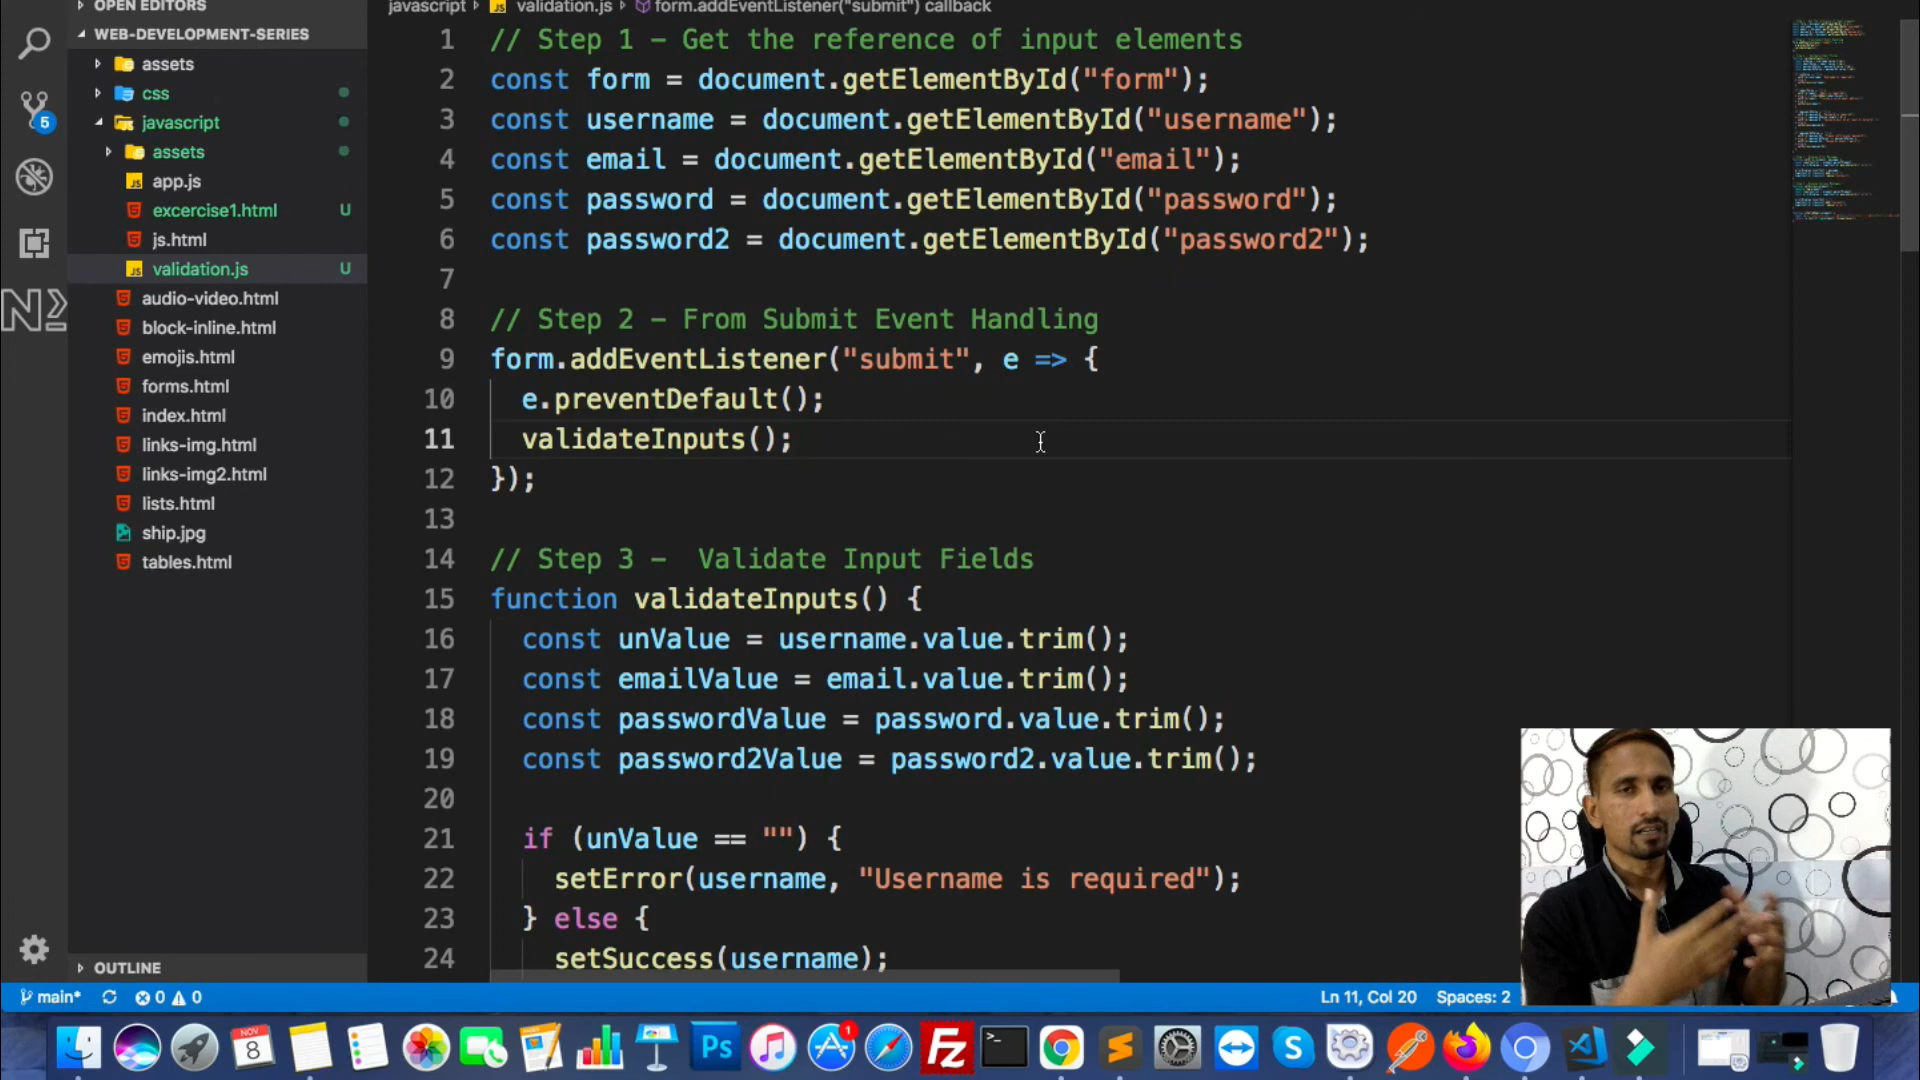 OPEN EDITORS
WEB-DEVELOPMENT-SERIES
assets
css
javascript
assets
app.js
excercise1.html U
js.html
validation.js U
audio-video.html
block-inline.html
emojis.html
forms.html
index.html
links-img.html
links-img2.html
lists.html
ship.jpg
tables.html
OUTLINE
5
javascript JS validation.js form.addEventListener("submit") callback
1 // Step 1 - Get the reference of input elements
2 const form = document.getElementById("form");
3 const username = document.getElementById("username");
4 const email = document.getElementById("email");
5 const password = document.getElementById("password");
6 const password2 = document.getElementById("password2");
7
8 // Step 2 - From Submit Event Handling
9 form.addEventListener("submit", e => {
10 e.preventDefault();
11 validateInputs();
12 });
13
14 // Step 3 -  Validate Input Fields
15 function validateInputs() {
16 const unValue = username.value.trim();
17 const emailValue = email.value.trim();
18 const passwordValue = password.value.trim();
19 const password2Value = password2.value.trim();
20
21 if (unValue == "") {
22 setError(username, "Username is required");
23 } else {
24 setSuccess(username);
main* 0 0 Ln 11, Col 20 Spaces: 2
NOV
8
Ps
1
Fz
S